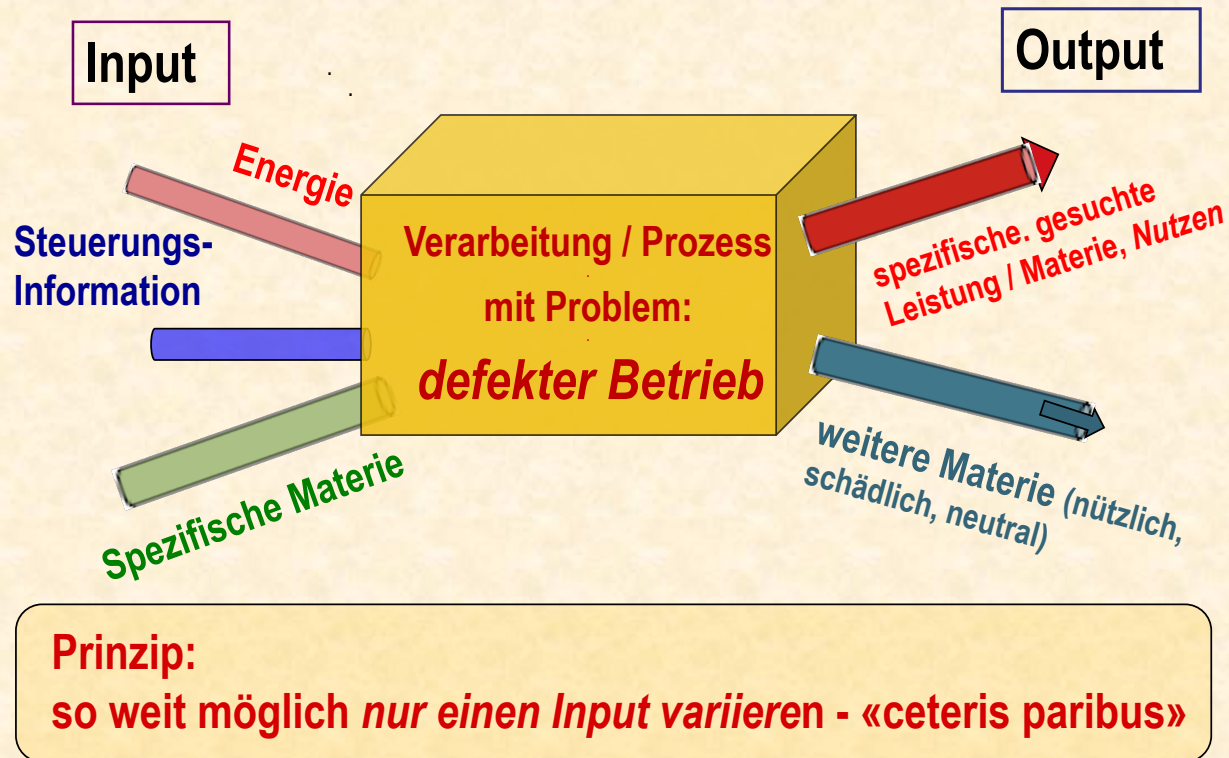 Input
Output
Energie
Steuerungs-
Information
Spezifische Materie
Verarbeitung / Prozess
mit Problem:
defekter Betrieb
spezifische. gesuchte
Leistung / Materie, Nutzen
weitere Materie (nützlich,
schädlich, neutral)
Prinzip:
so weit möglich nur einen Input variieren - «ceteris paribus»